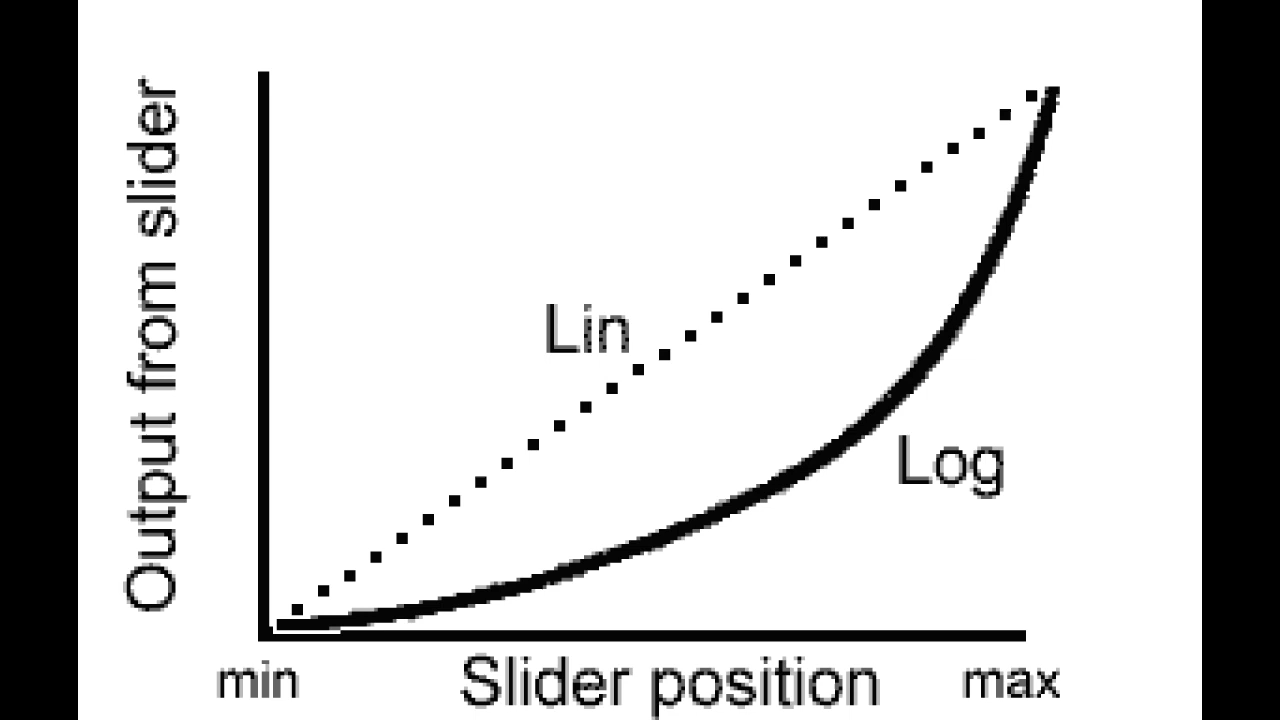 Output from slider
Lin
Log
min
Slider position
max